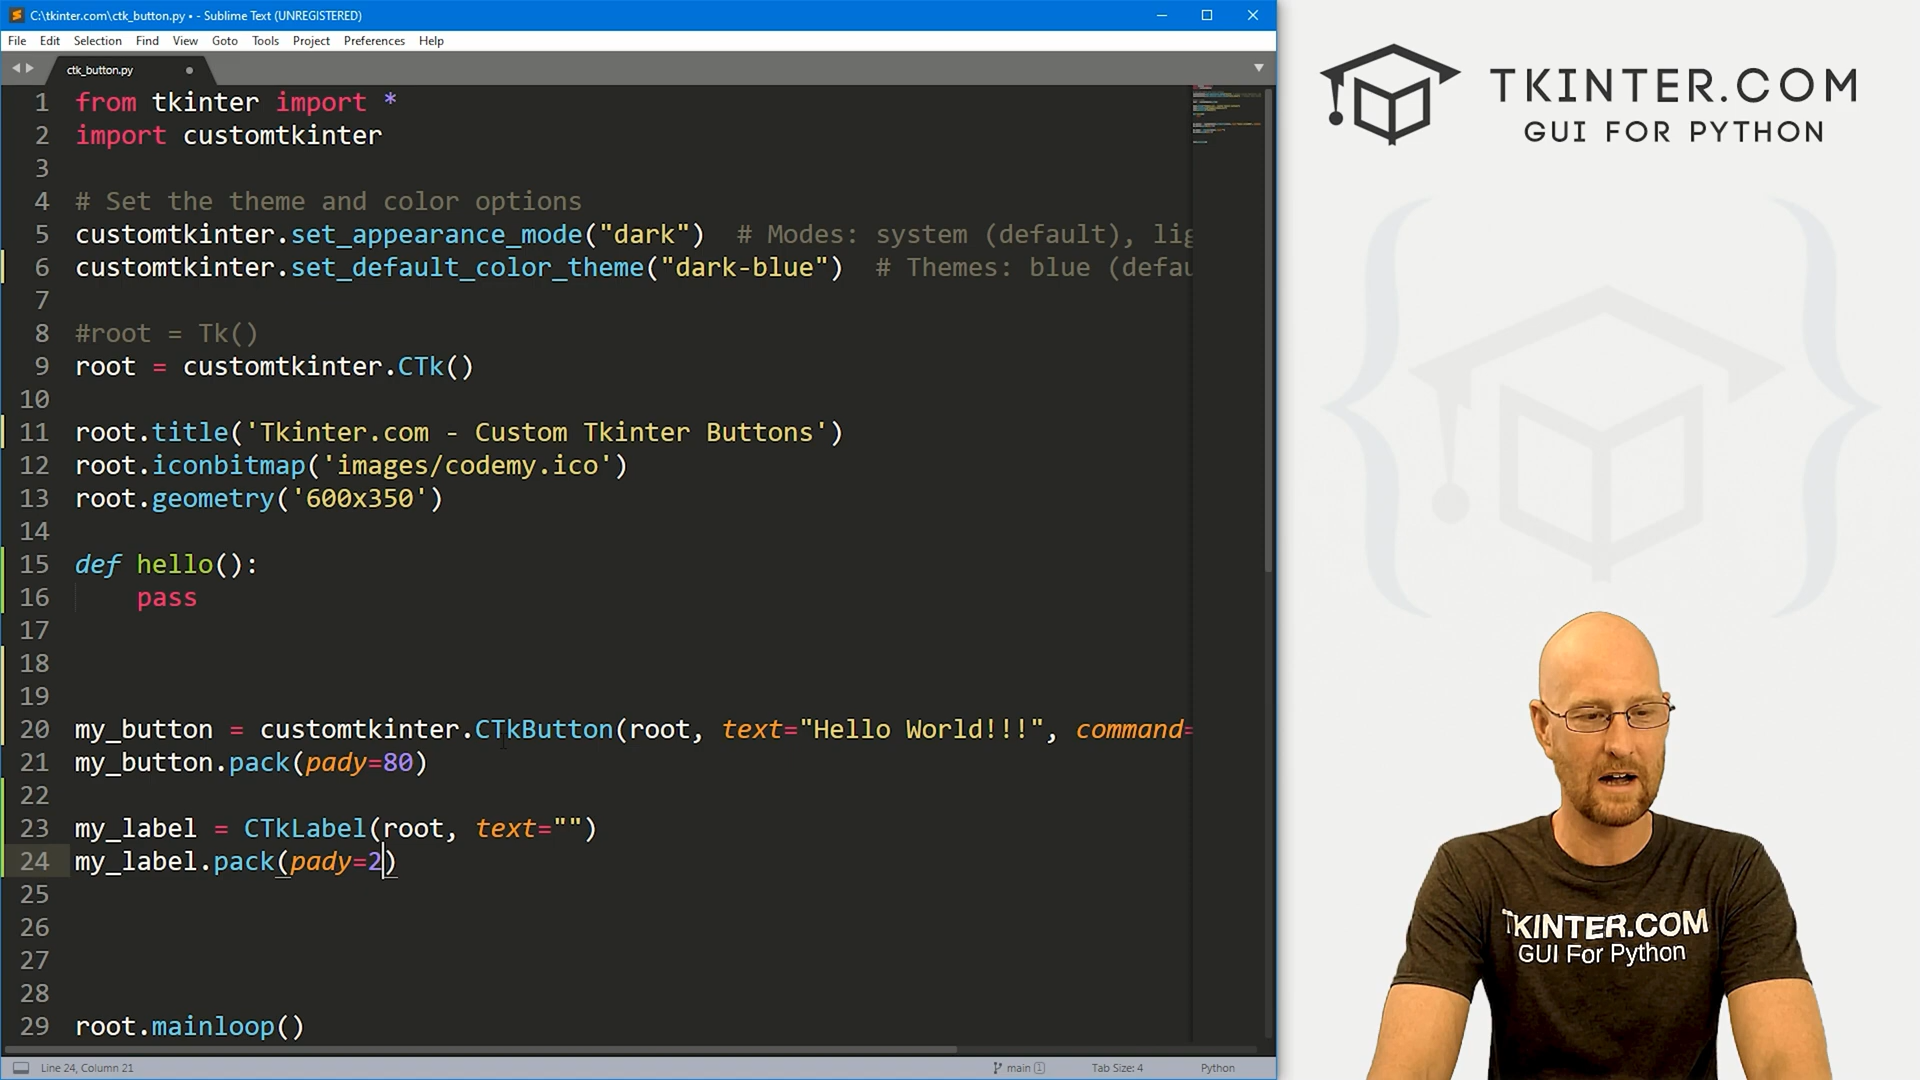 C:\tkinter.com\ctk_button.py • - Sublime Text (UNREGISTERED)
File Edit Selection Find View Goto Tools Project Preferences Help
ctk_button.py
1 from tkinter import *
2 import customtkinter
3
4 # Set the theme and color options
5 customtkinter.set_appearance_mode("dark")  # Modes: system (default), lig
6 customtkinter.set_default_color_theme("dark-blue")  # Themes: blue (defau
7
8 #root = Tk()
9 root = customtkinter.CTk()
10
11 root.title('Tkinter.com - Custom Tkinter Buttons')
12 root.iconbitmap('images/codemy.ico')
13 root.geometry('600x350')
14
15 def hello():
16     pass
17
18
19
20 my_button = customtkinter.CTkButton(root, text="Hello World!!!", command=
21 my_button.pack(pady=80)
22
23 my_label = CTkLabel(root, text="")
24 my_label.pack(pady=2)
25
26
27
28
29 root.mainloop()
Line 24, Column 21 main 1 Tab Size: 4 Python
TKINTER.COM
GUI FOR PYTHON
TKINTER.COM
GUI For Python